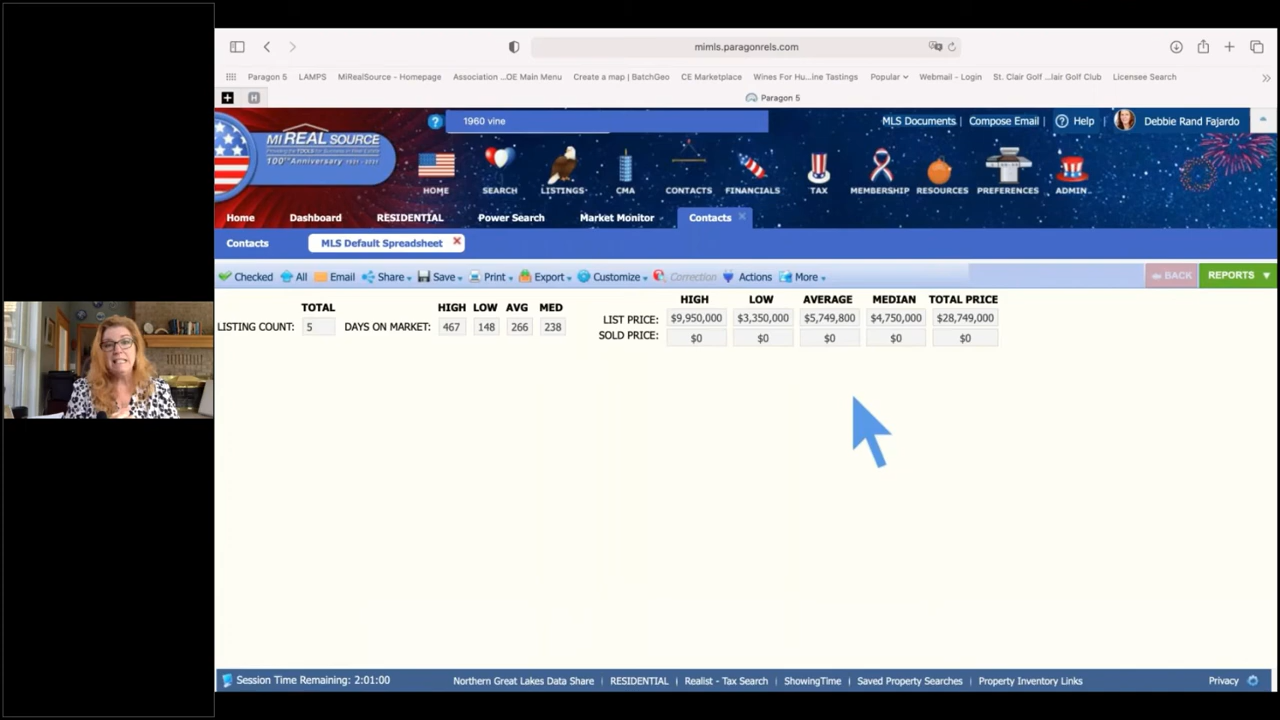 mimls.paragonrels.com
Paragon 5 LAMPS MiRealSource - Homepage Association ...OE Main Menu Create a map | BatchGeo CE Marketplace Wines For Hu...ine Tastings Popular Webmail - Login St. Clair Golf ...lair Golf Club Licensee Search
H Paragon 5
? 1960 vine MLS Documents Compose Email ? Help Debbie Rand Fajardo
MIREAL SOURCE
100th Anniversary
HOME SEARCH LISTINGS CMA CONTACTS FINANCIALS TAX MEMBERSHIP RESOURCES PREFERENCES ADMIN
Home Dashboard RESIDENTIAL Power Search Market Monitor Contacts
Contacts MLS Default Spreadsheet
Checked All Email Share Save Print Export Customize Correction Actions More BACK REPORTS
TOTAL HIGH LOW AVG MED HIGH LOW AVERAGE MEDIAN TOTAL PRICE
LISTING COUNT: 5 DAYS ON MARKET: 467 148 266 238 LIST PRICE: $9,950,000 $3,350,000 $5,749,800 $4,750,000 $28,749,000
SOLD PRICE: $0 $0 $0 $0 $0
Session Time Remaining: 2:01:00 Northern Great Lakes Data Share | RESIDENTIAL | Realist - Tax Search | ShowingTime | Saved Property Searches | Property Inventory Links Privacy